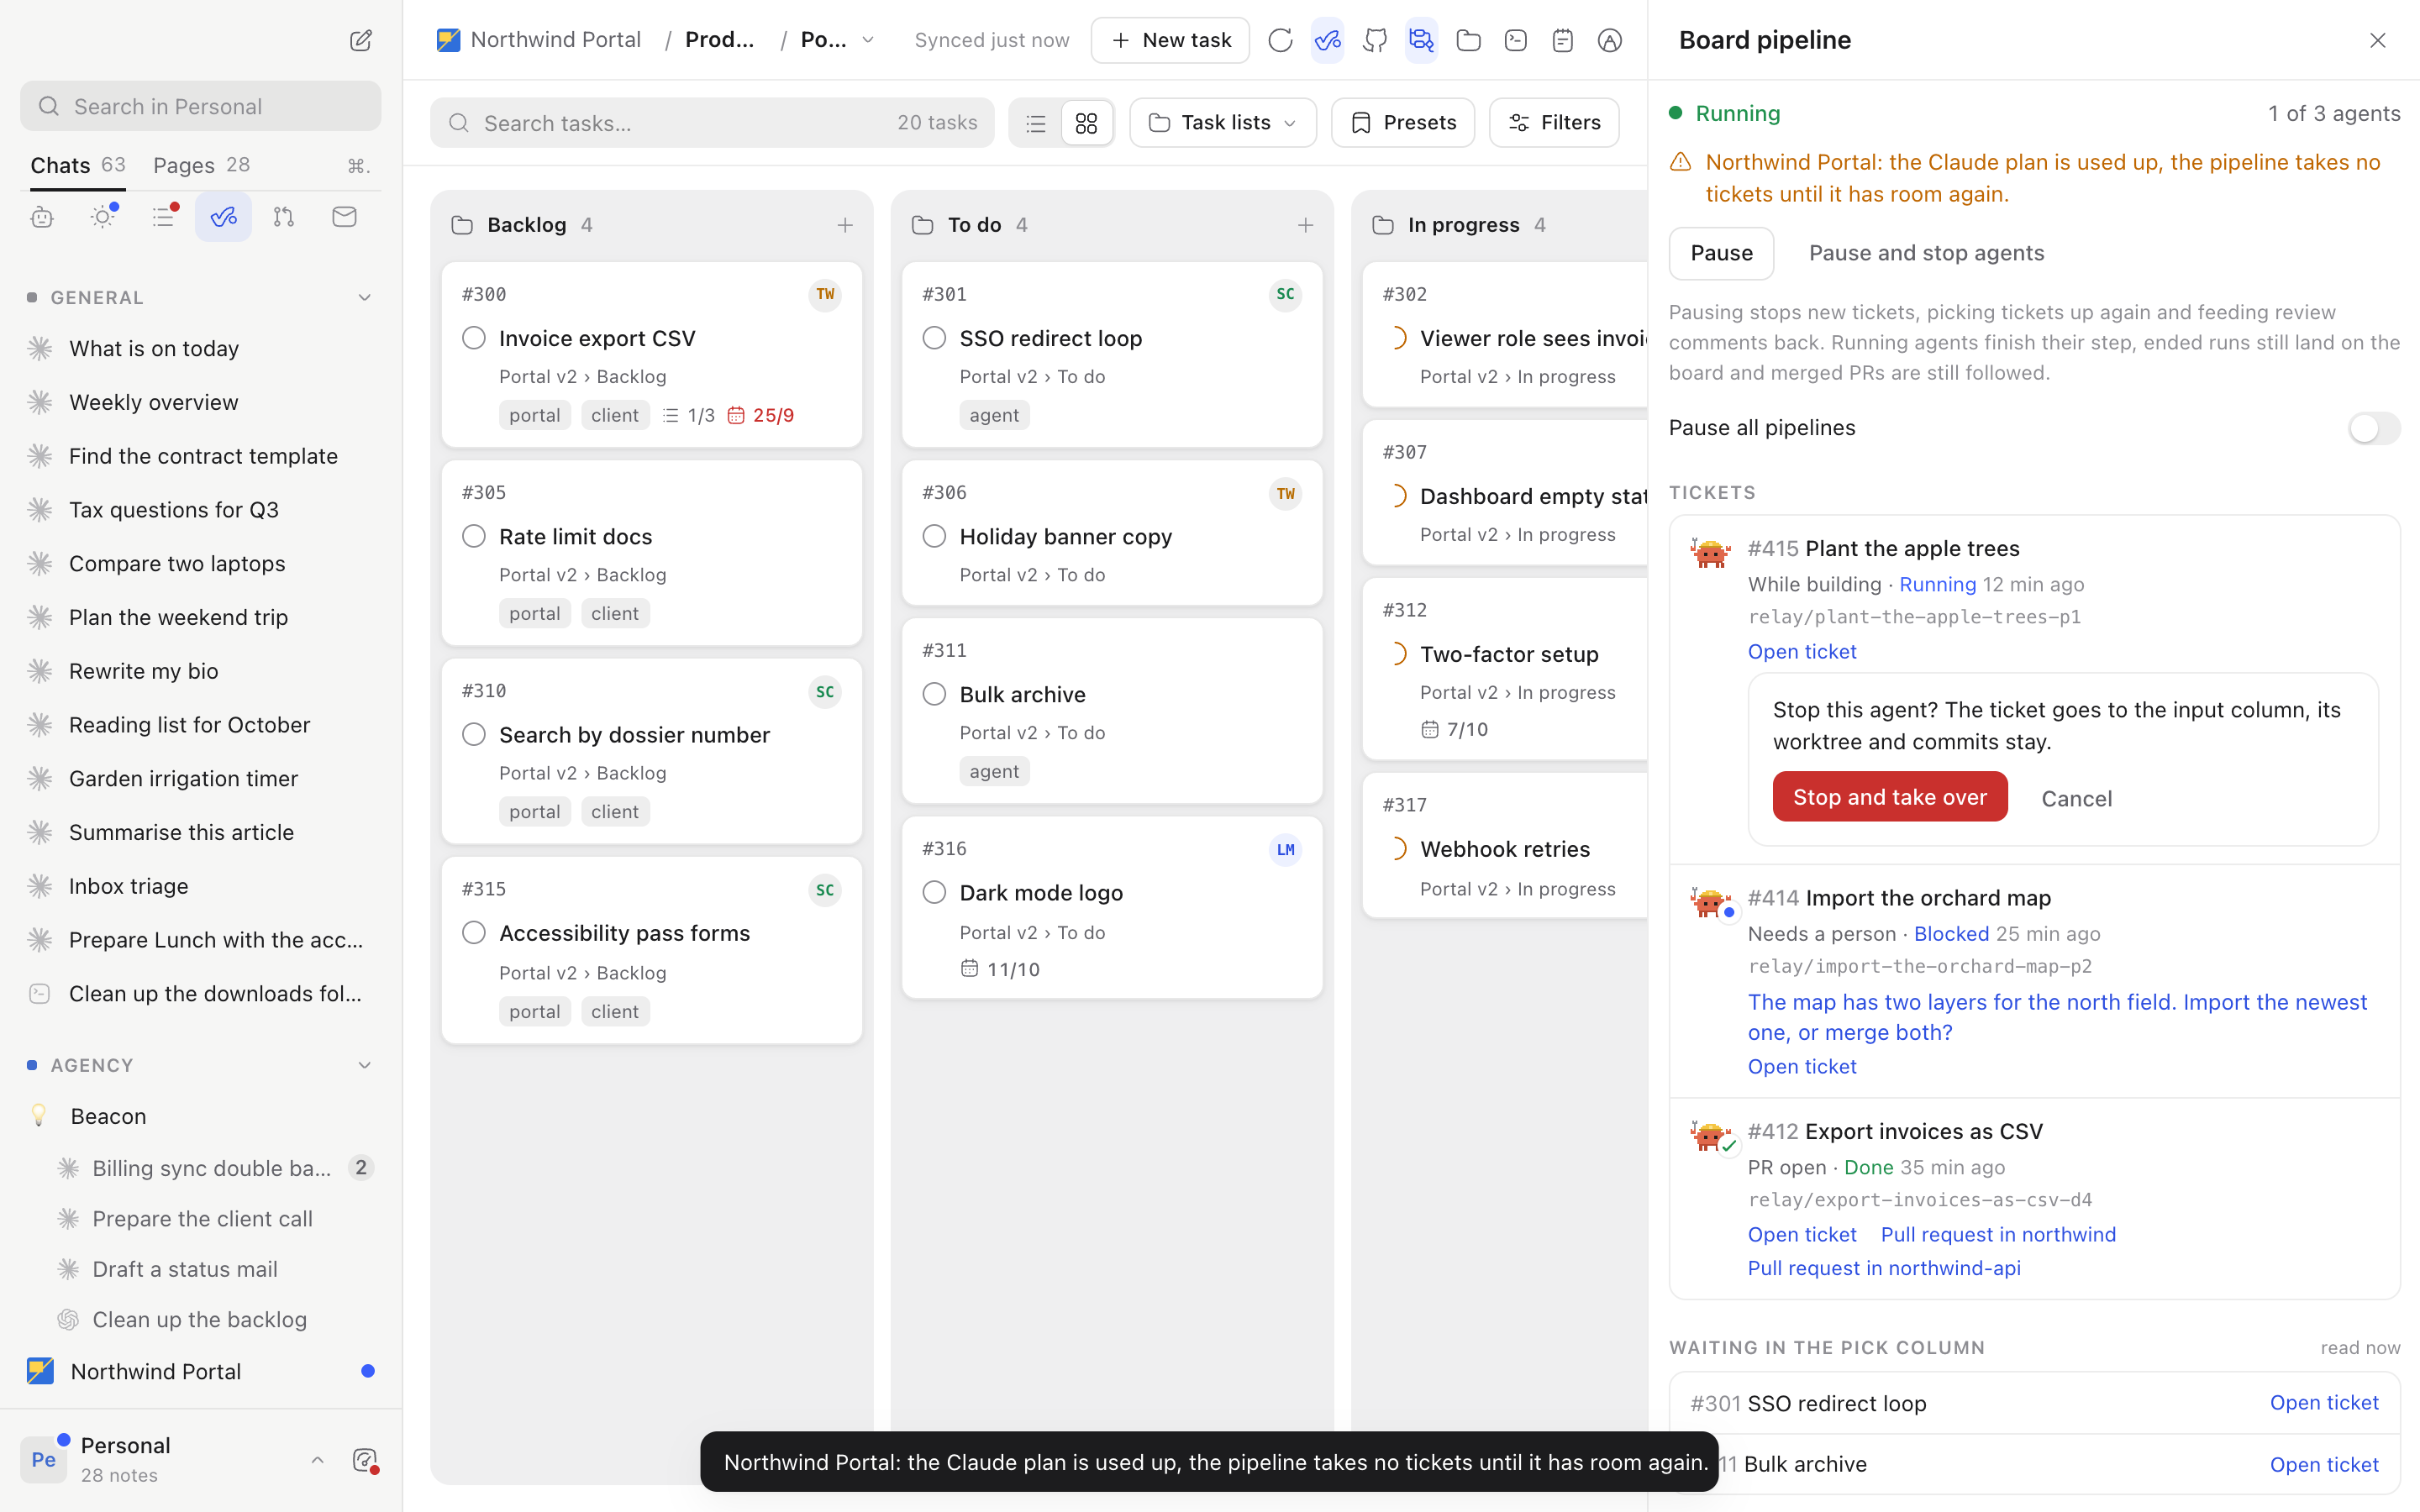 Search in Personal
Chats 63 Pages 28 ⌘.
GENERAL
What is on today
Weekly overview
Find the contract template
Tax questions for Q3
Compare two laptops
Plan the weekend trip
Rewrite my bio
Reading list for October
Garden irrigation timer
Summarise this article
Inbox triage
Prepare Lunch with the acc...
Clean up the downloads fol...
AGENCY
Beacon
Billing sync double ba... 2
Prepare the client call
Draft a status mail
Clean up the backlog
Northwind Portal
Pe Personal
28 notes
Northwind Portal / Prod... / Po... Synced just now New task
Search tasks... 20 tasks Task lists Presets Filters
Backlog 4
#300 TW
Invoice export CSV
Portal v2 › Backlog
portal client 1/3 25/9
#305
Rate limit docs
Portal v2 › Backlog
portal client
#310 SC
Search by dossier number
Portal v2 › Backlog
portal client
#315 SC
Accessibility pass forms
Portal v2 › Backlog
portal client
To do 4
#301 SC
SSO redirect loop
Portal v2 › To do
agent
#306 TW
Holiday banner copy
Portal v2 › To do
#311
Bulk archive
Portal v2 › To do
agent
#316 LM
Dark mode logo
Portal v2 › To do
11/10
In progress 4
#302
Viewer role sees
Portal v2 › In progress
#307
Dashboard empty
Portal v2 › In progress
#312
Two-factor setup
Portal v2 › In progress
7/10
#317
Webhook retries
Portal v2 › In progress
Board pipeline
Running 1 of 3 agents
Northwind Portal: the Claude plan is used up, the pipeline takes no
tickets until it has room again.
Pause Pause and stop agents
Pausing stops new tickets, picking tickets up again and feeding review
comments back. Running agents finish their step, ended runs still land on the
board and merged PRs are still followed.
Pause all pipelines
TICKETS
#415 Plant the apple trees
While building · Running 12 min ago
relay/plant-the-apple-trees-p1
Open ticket
Stop this agent? The ticket goes to the input column, its
worktree and commits stay.
Stop and take over Cancel
#414 Import the orchard map
Needs a person · Blocked 25 min ago
relay/import-the-orchard-map-p2
The map has two layers for the north field. Import the newest
one, or merge both?
Open ticket
#412 Export invoices as CSV
PR open · Done 35 min ago
relay/export-invoices-as-csv-d4
Open ticket Pull request in northwind
Pull request in northwind-api
WAITING IN THE PICK COLUMN read now
#301 SSO redirect loop Open ticket
Bulk archive Open ticket
Northwind Portal: the Claude plan is used up, the pipeline takes no tickets until it has room again.